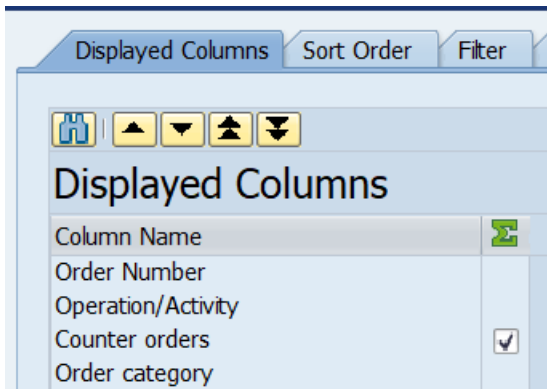 Displayed Columns Sort Order Filter
Displayed Columns
Column Name
Order Number
Operation/Activity
Counter orders
Order category